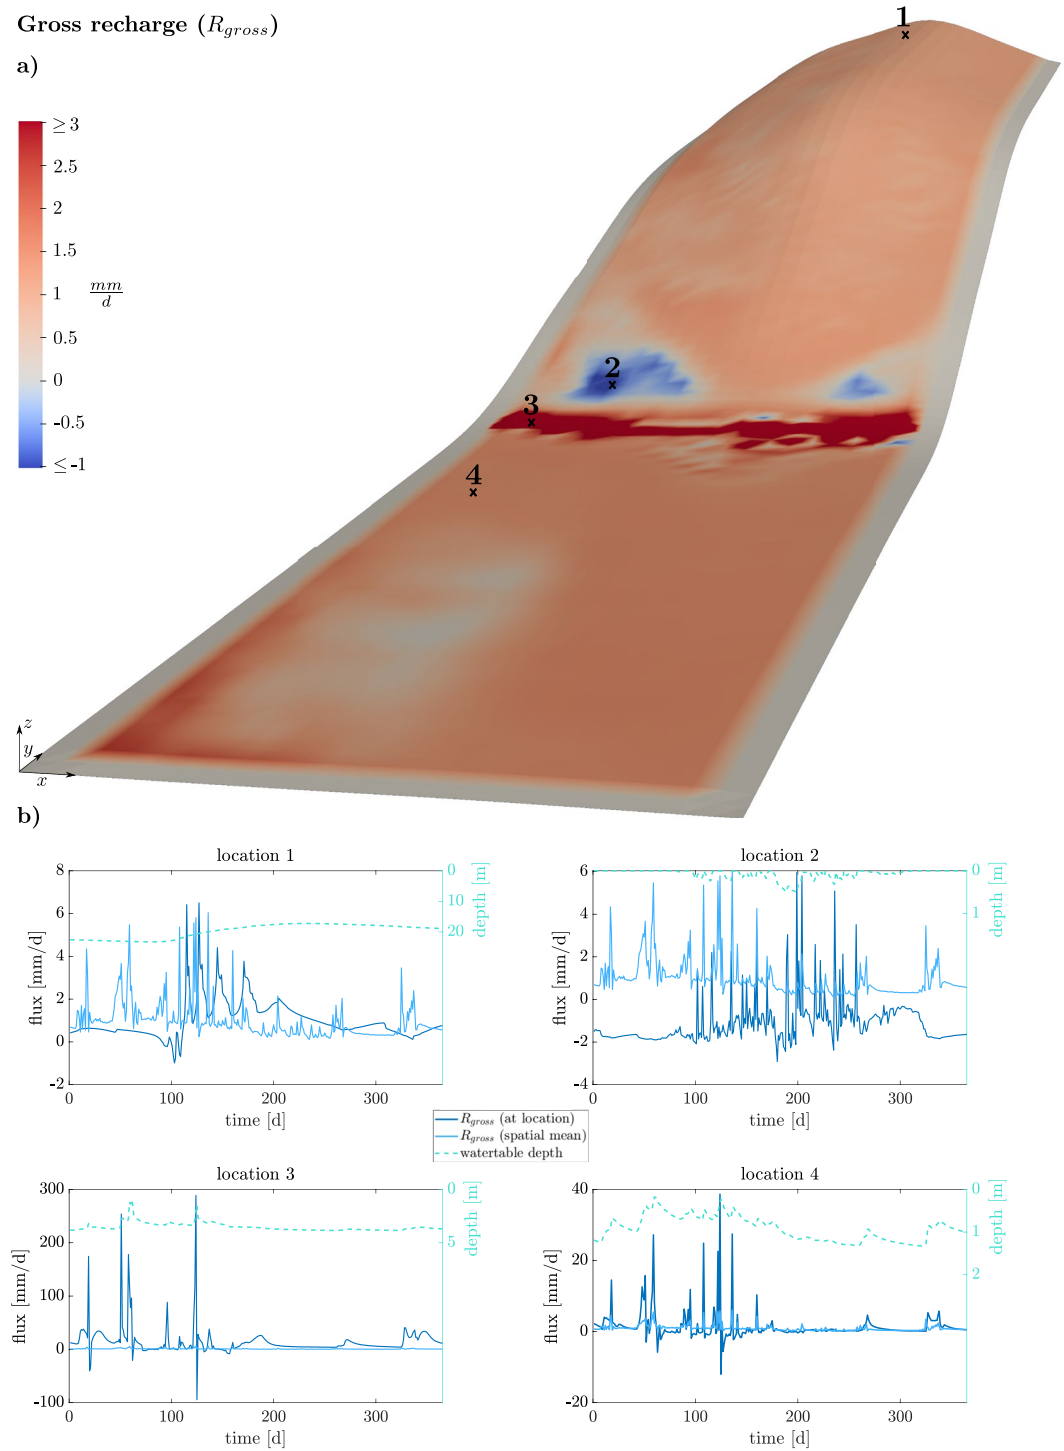 Gross recharge (R_gross)
a)
≥3
2.5
2
1.5
1
0.5
0
-0.5
≤-1
mm
d
1
2
3
4
z
y
x
b)
location 1
8
6
4
2
0
-2
flux [mm/d]
0
10
20
depth [m]
0 100 200 300
time [d]
location 2
6
4
2
0
-2
-4
flux [mm/d]
0
1
depth [m]
0 100 200 300
time [d]
R_gross (at location)
R_gross (spatial mean)
watertable depth
location 3
300
200
100
0
-100
flux [mm/d]
0
5
depth [m]
0 100 200 300
time [d]
location 4
40
20
0
-20
flux [mm/d]
0
1
2
depth [m]
0 100 200 300
time [d]